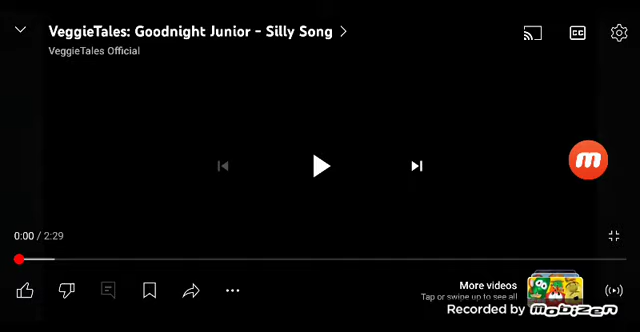 VeggieTales: Goodnight Junior - Silly Song
VeggieTales Official
CC
m
0:00 / 2:29
More videos
Tap or swipe up to see all
Recorded by mobizen